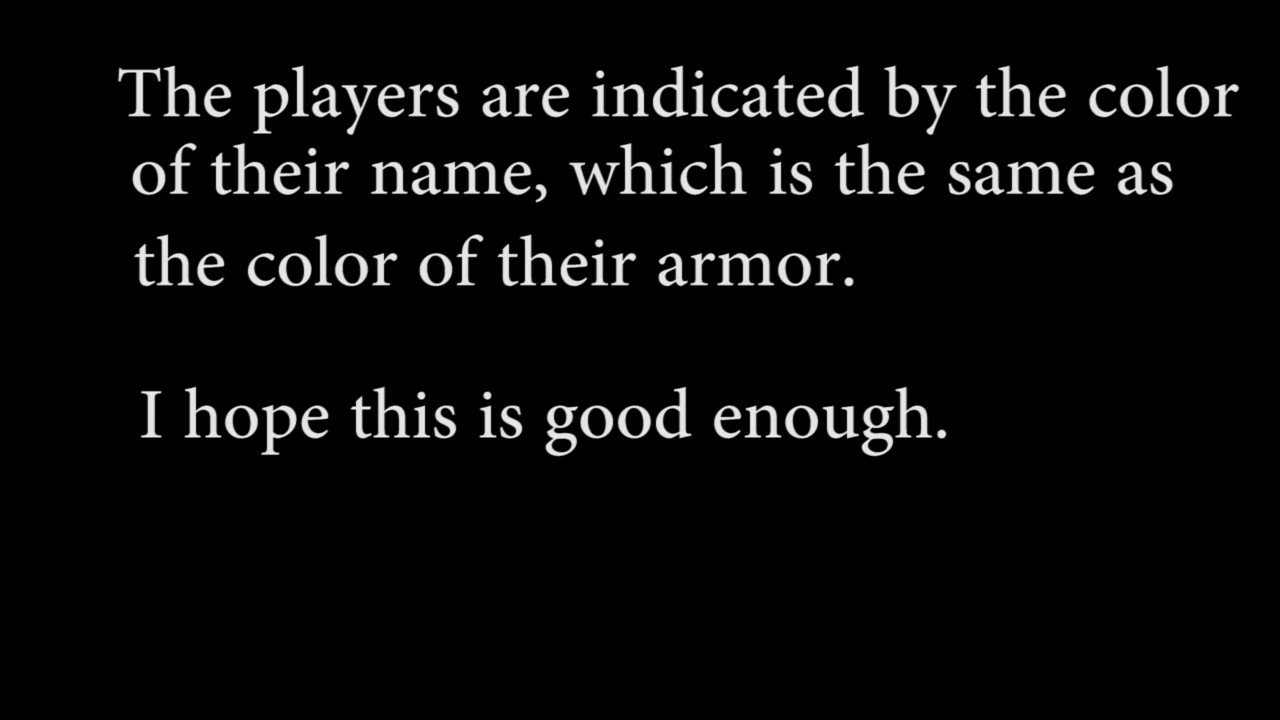 The players are indicated by the color
of their name, which is the same as
the color of their armor.
I hope this is good enough.